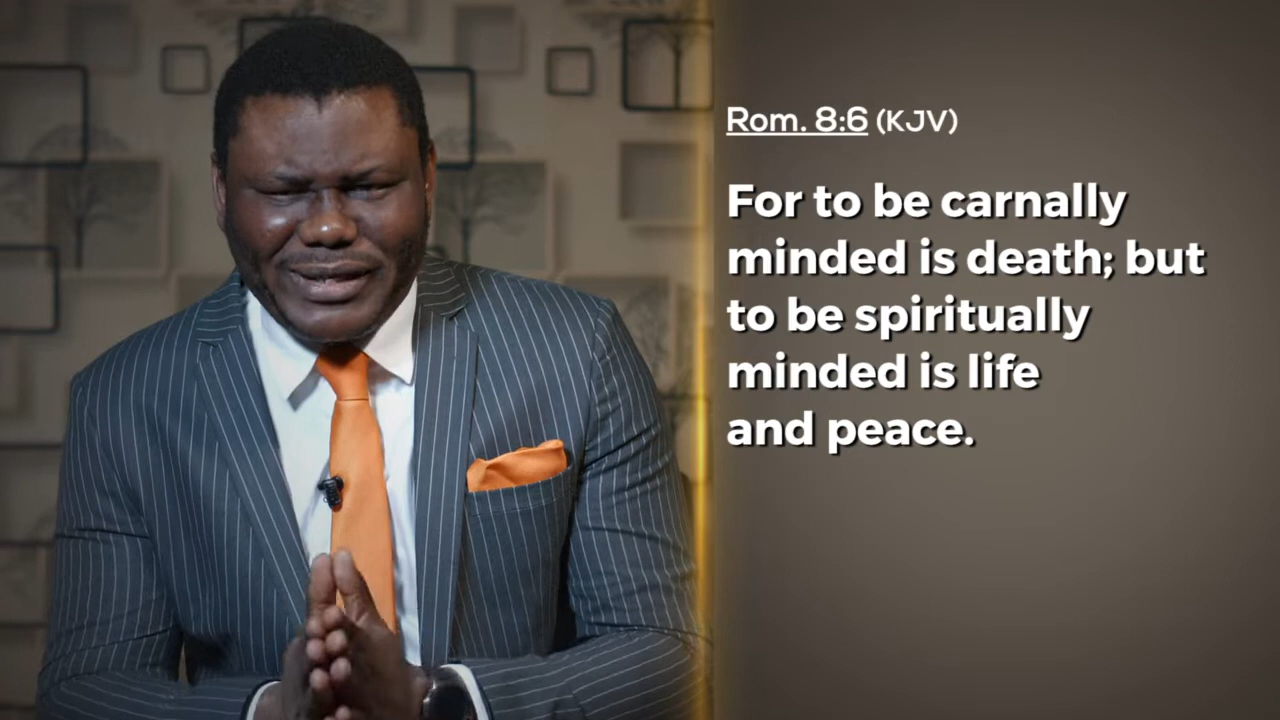 Rom. 8:6 (KJV)
For to be carnally
minded is death; but
to be spiritually
minded is life
and peace.